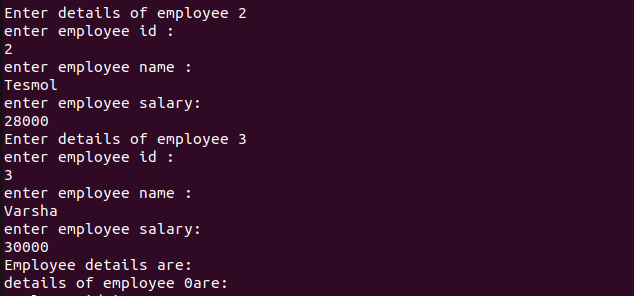 Enter details of employee 2
enter employee id :
2
enter employee name :
Tesmol
enter employee salary:
28000
Enter details of employee 3
enter employee id :
3
enter employee name :
Varsha
enter employee salary:
30000
Employee details are:
details of employee 0are: